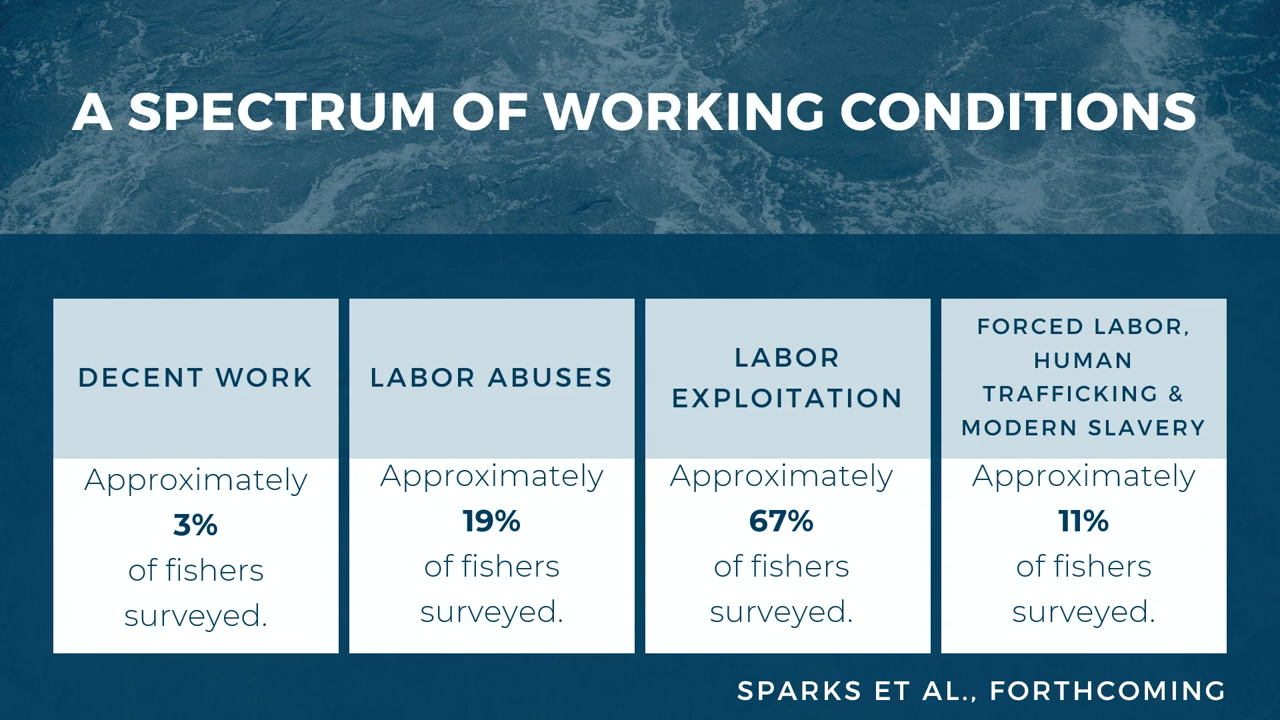 A SPECTRUM OF WORKING CONDITIONS
DECENT WORK
Approximately
3%
of fishers
surveyed.
LABOR ABUSES
Approximately
19%
of fishers
surveyed.
LABOR
EXPLOITATION
Approximately
67%
of fishers
surveyed.
FORCED LABOR,
HUMAN
TRAFFICKING &
MODERN SLAVERY
Approximately
11%
of fishers
surveyed.
SPARKS ET AL., FORTHCOMING